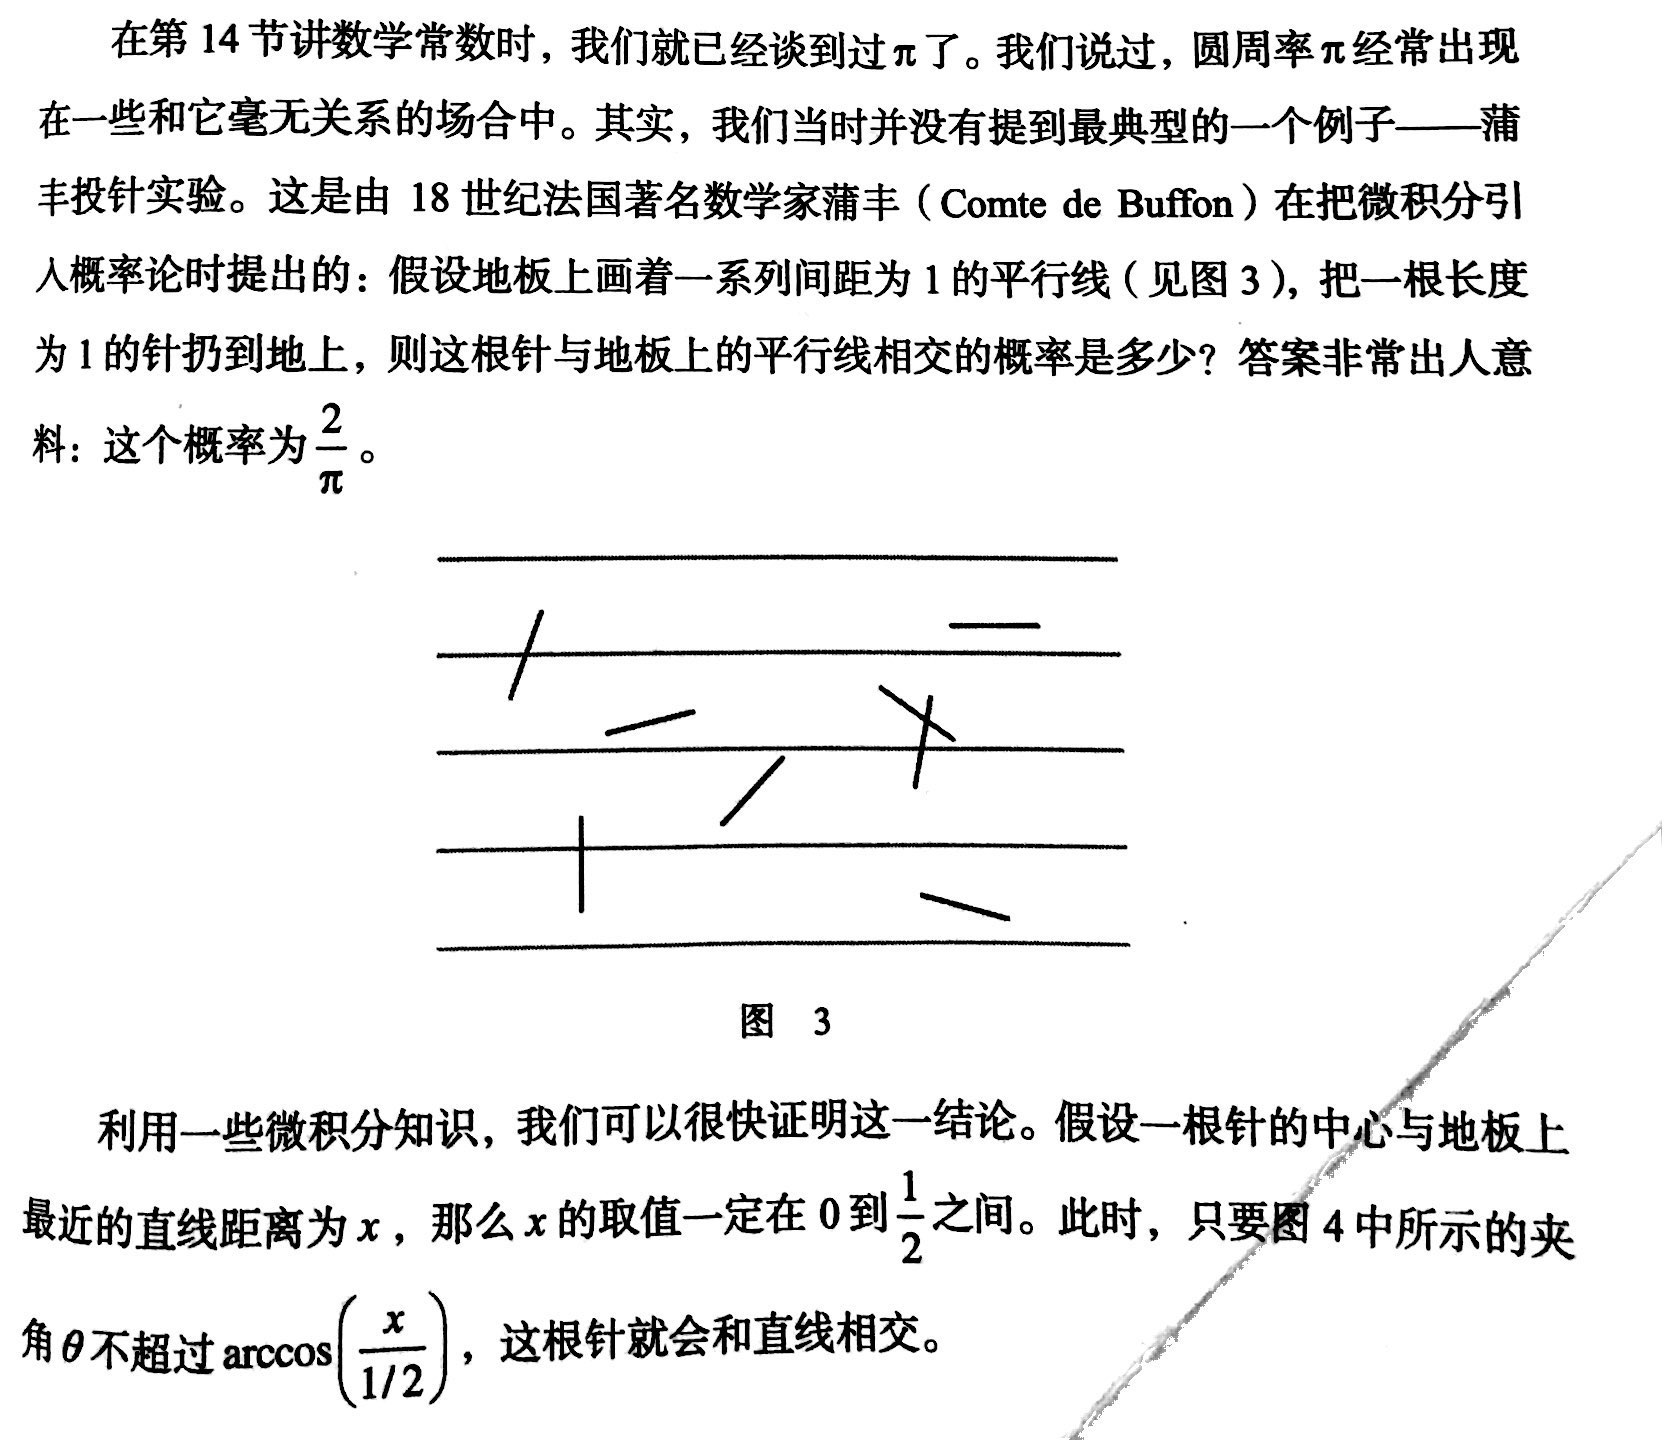 在第 14 节讲数学常数时，我们就已经谈到过π了。我们说过，圆周率π经常出现
在一些和它毫无关系的场合中。其实，我们当时并没有提到最典型的一个例子——蒲
丰投针实验。这是由 18 世纪法国著名数学家蒲丰（Comte de Buffon）在把微积分引
入概率论时提出的：假设地板上画着一系列间距为 1 的平行线（见图 3），把一根长度
为 1 的针扔到地上，则这根针与地板上的平行线相交的概率是多少？答案非常出人意
料：这个概率为 2/π。
图 3
利用一些微积分知识，我们可以很快证明这一结论。假设一根针的中心与地板上
最近的直线距离为 x，那么 x 的取值一定在 0 到 1/2 之间。此时，只要图 4 中所示的夹
角θ不超过 arccos(x/(1/2))，这根针就会和直线相交。